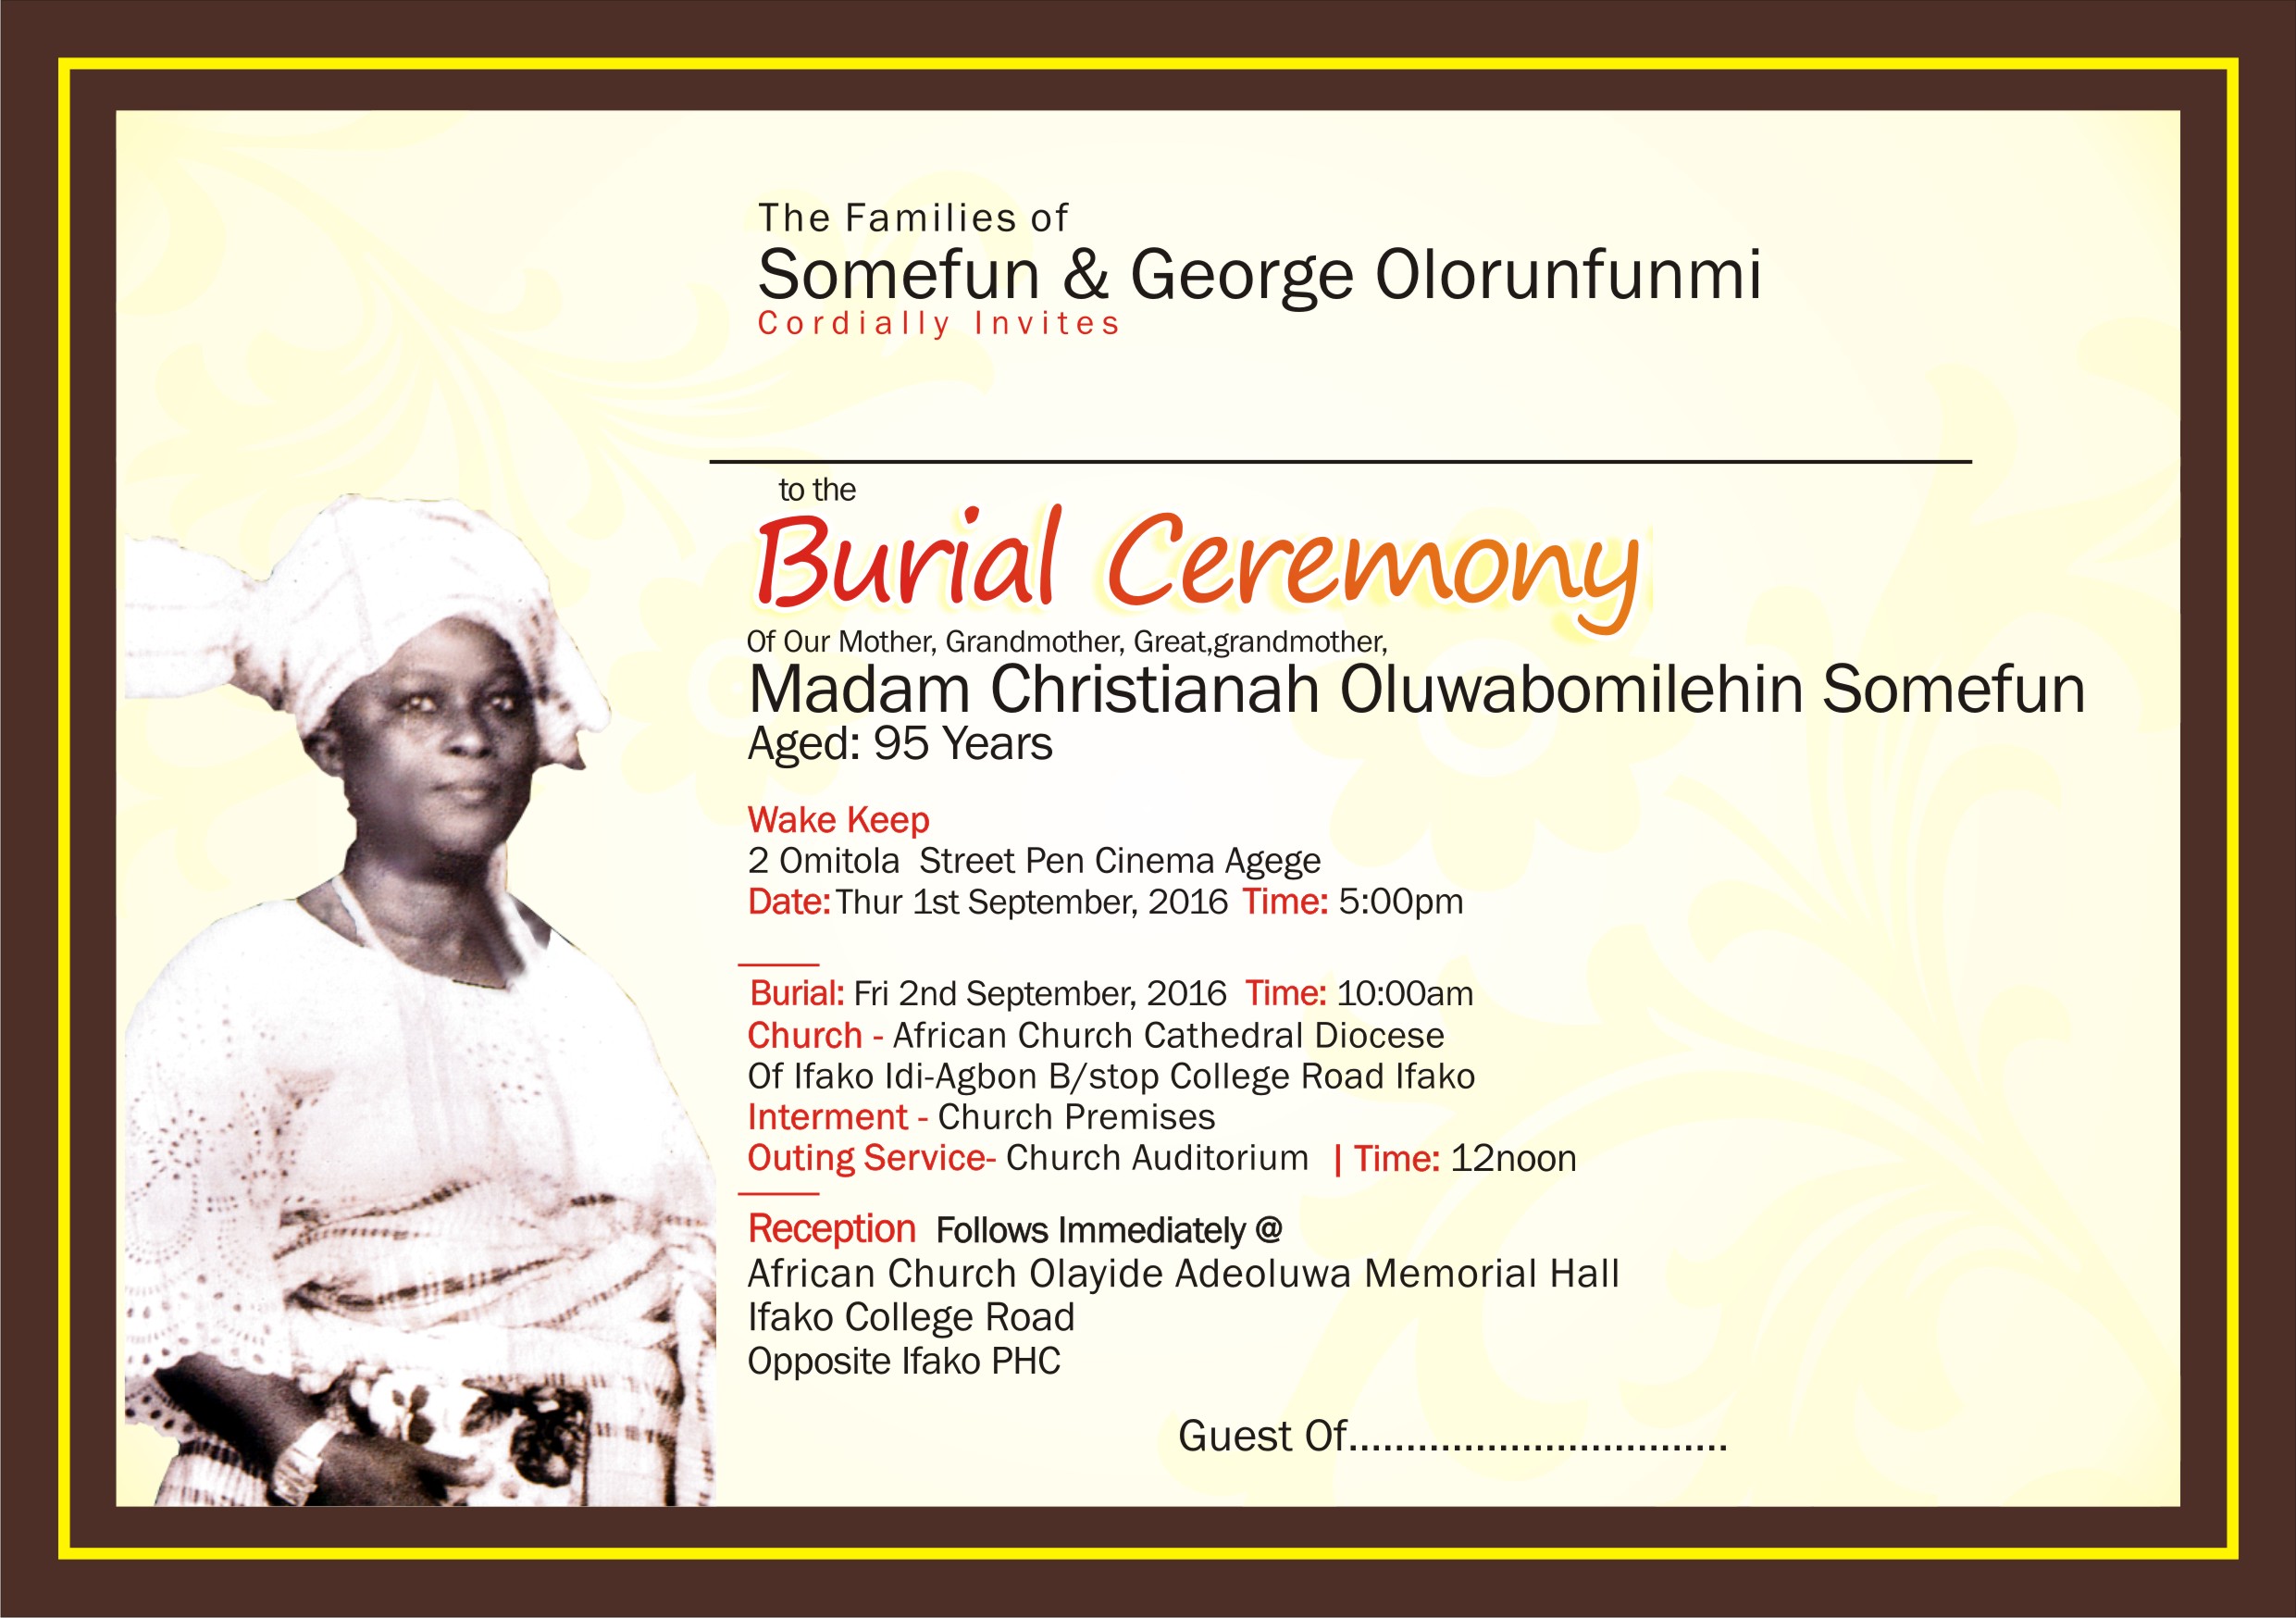 The Families of
Somefun & George Olorunfunmi
Cordially Invites
to the
Burial Ceremony
Of Our Mother, Grandmother, Great,grandmother,
Madam Christianah Oluwabomilehin Somefun
Aged: 95 Years
Wake Keep
2 Omitola Street Pen Cinema Agege
Date: Thur 1st September, 2016 Time: 5:00pm
Burial: Fri 2nd September, 2016 Time: 10:00am
Church - African Church Cathedral Diocese
Of Ifako Idi-Agbon B/stop College Road Ifako
Interment - Church Premises
Outing Service- Church Auditorium | Time: 12noon
Reception Follows Immediately @
African Church Olayide Adeoluwa Memorial Hall
Ifako College Road
Opposite Ifako PHC
Guest Of.................................